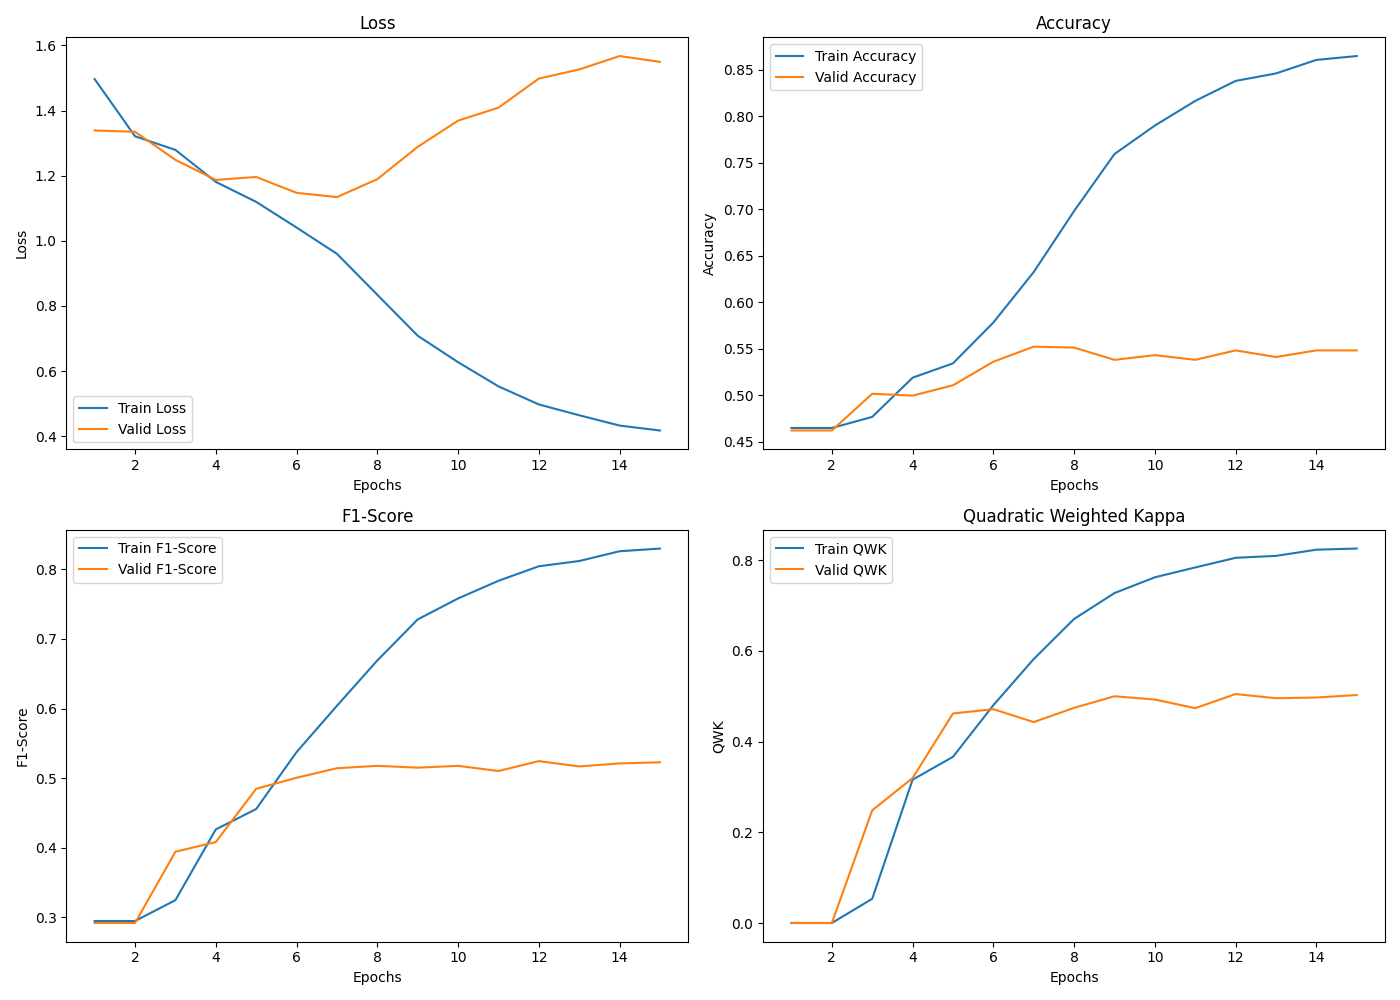 Loss
1.6
1.4
1.2
1.0
0.8
0.6
0.4
Loss
Train Loss
Valid Loss
2 4 6 8 10 12 14
Epochs
Accuracy
0.85
0.80
0.75
0.70
0.65
0.60
0.55
0.50
0.45
Accuracy
Train Accuracy
Valid Accuracy
2 4 6 8 10 12 14
Epochs
F1-Score
0.8
0.7
0.6
0.5
0.4
0.3
F1-Score
Train F1-Score
Valid F1-Score
2 4 6 8 10 12 14
Epochs
Quadratic Weighted Kappa
0.8
0.6
0.4
0.2
0.0
QWK
Train QWK
Valid QWK
2 4 6 8 10 12 14
Epochs